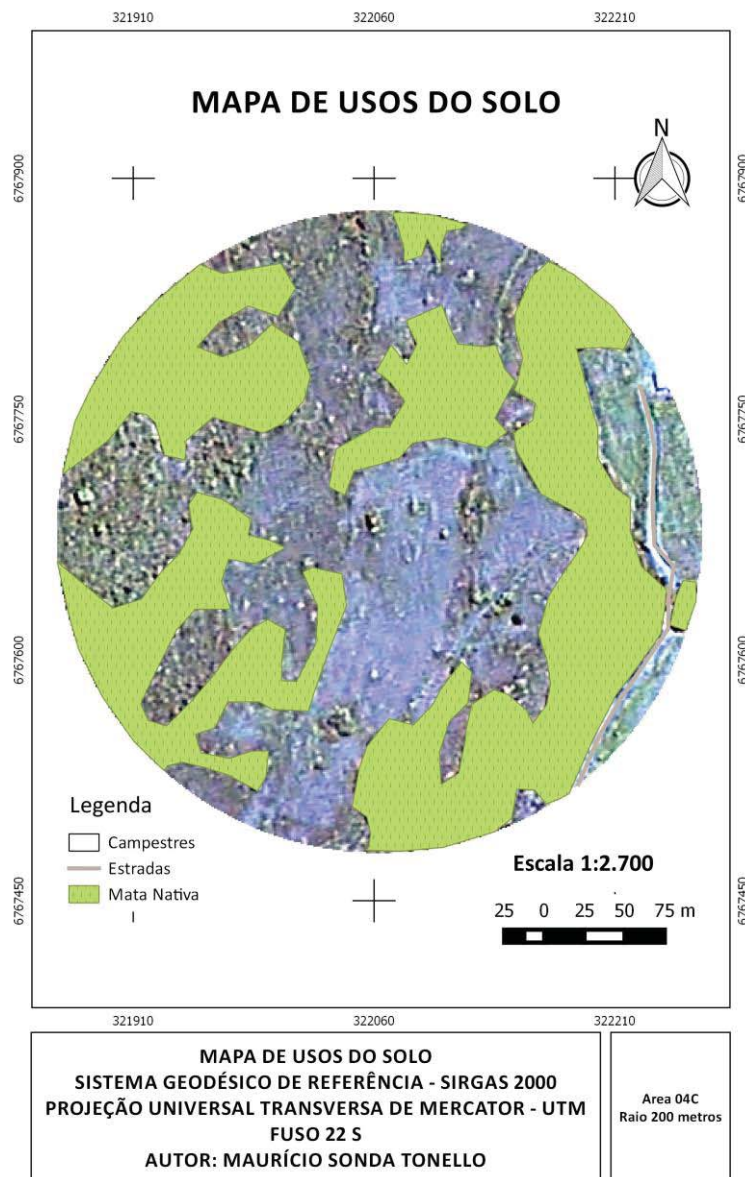 321910 322060 322210
MAPA DE USOS DO SOLO
N
6767900 6767900
6767750 6767750
6767600 6767600
Legenda
Campestres
Estradas
Mata Nativa
Escala 1:2.700
25 0 25 50 75 m
6767450 6767450
321910 322060 322210
MAPA DE USOS DO SOLO
SISTEMA GEODÉSICO DE REFERÊNCIA - SIRGAS 2000
PROJEÇÃO UNIVERSAL TRANSVERSA DE MERCATOR - UTM
FUSO 22 S
AUTOR: MAURÍCIO SONDA TONELLO
Area 04C
Raio 200 metros